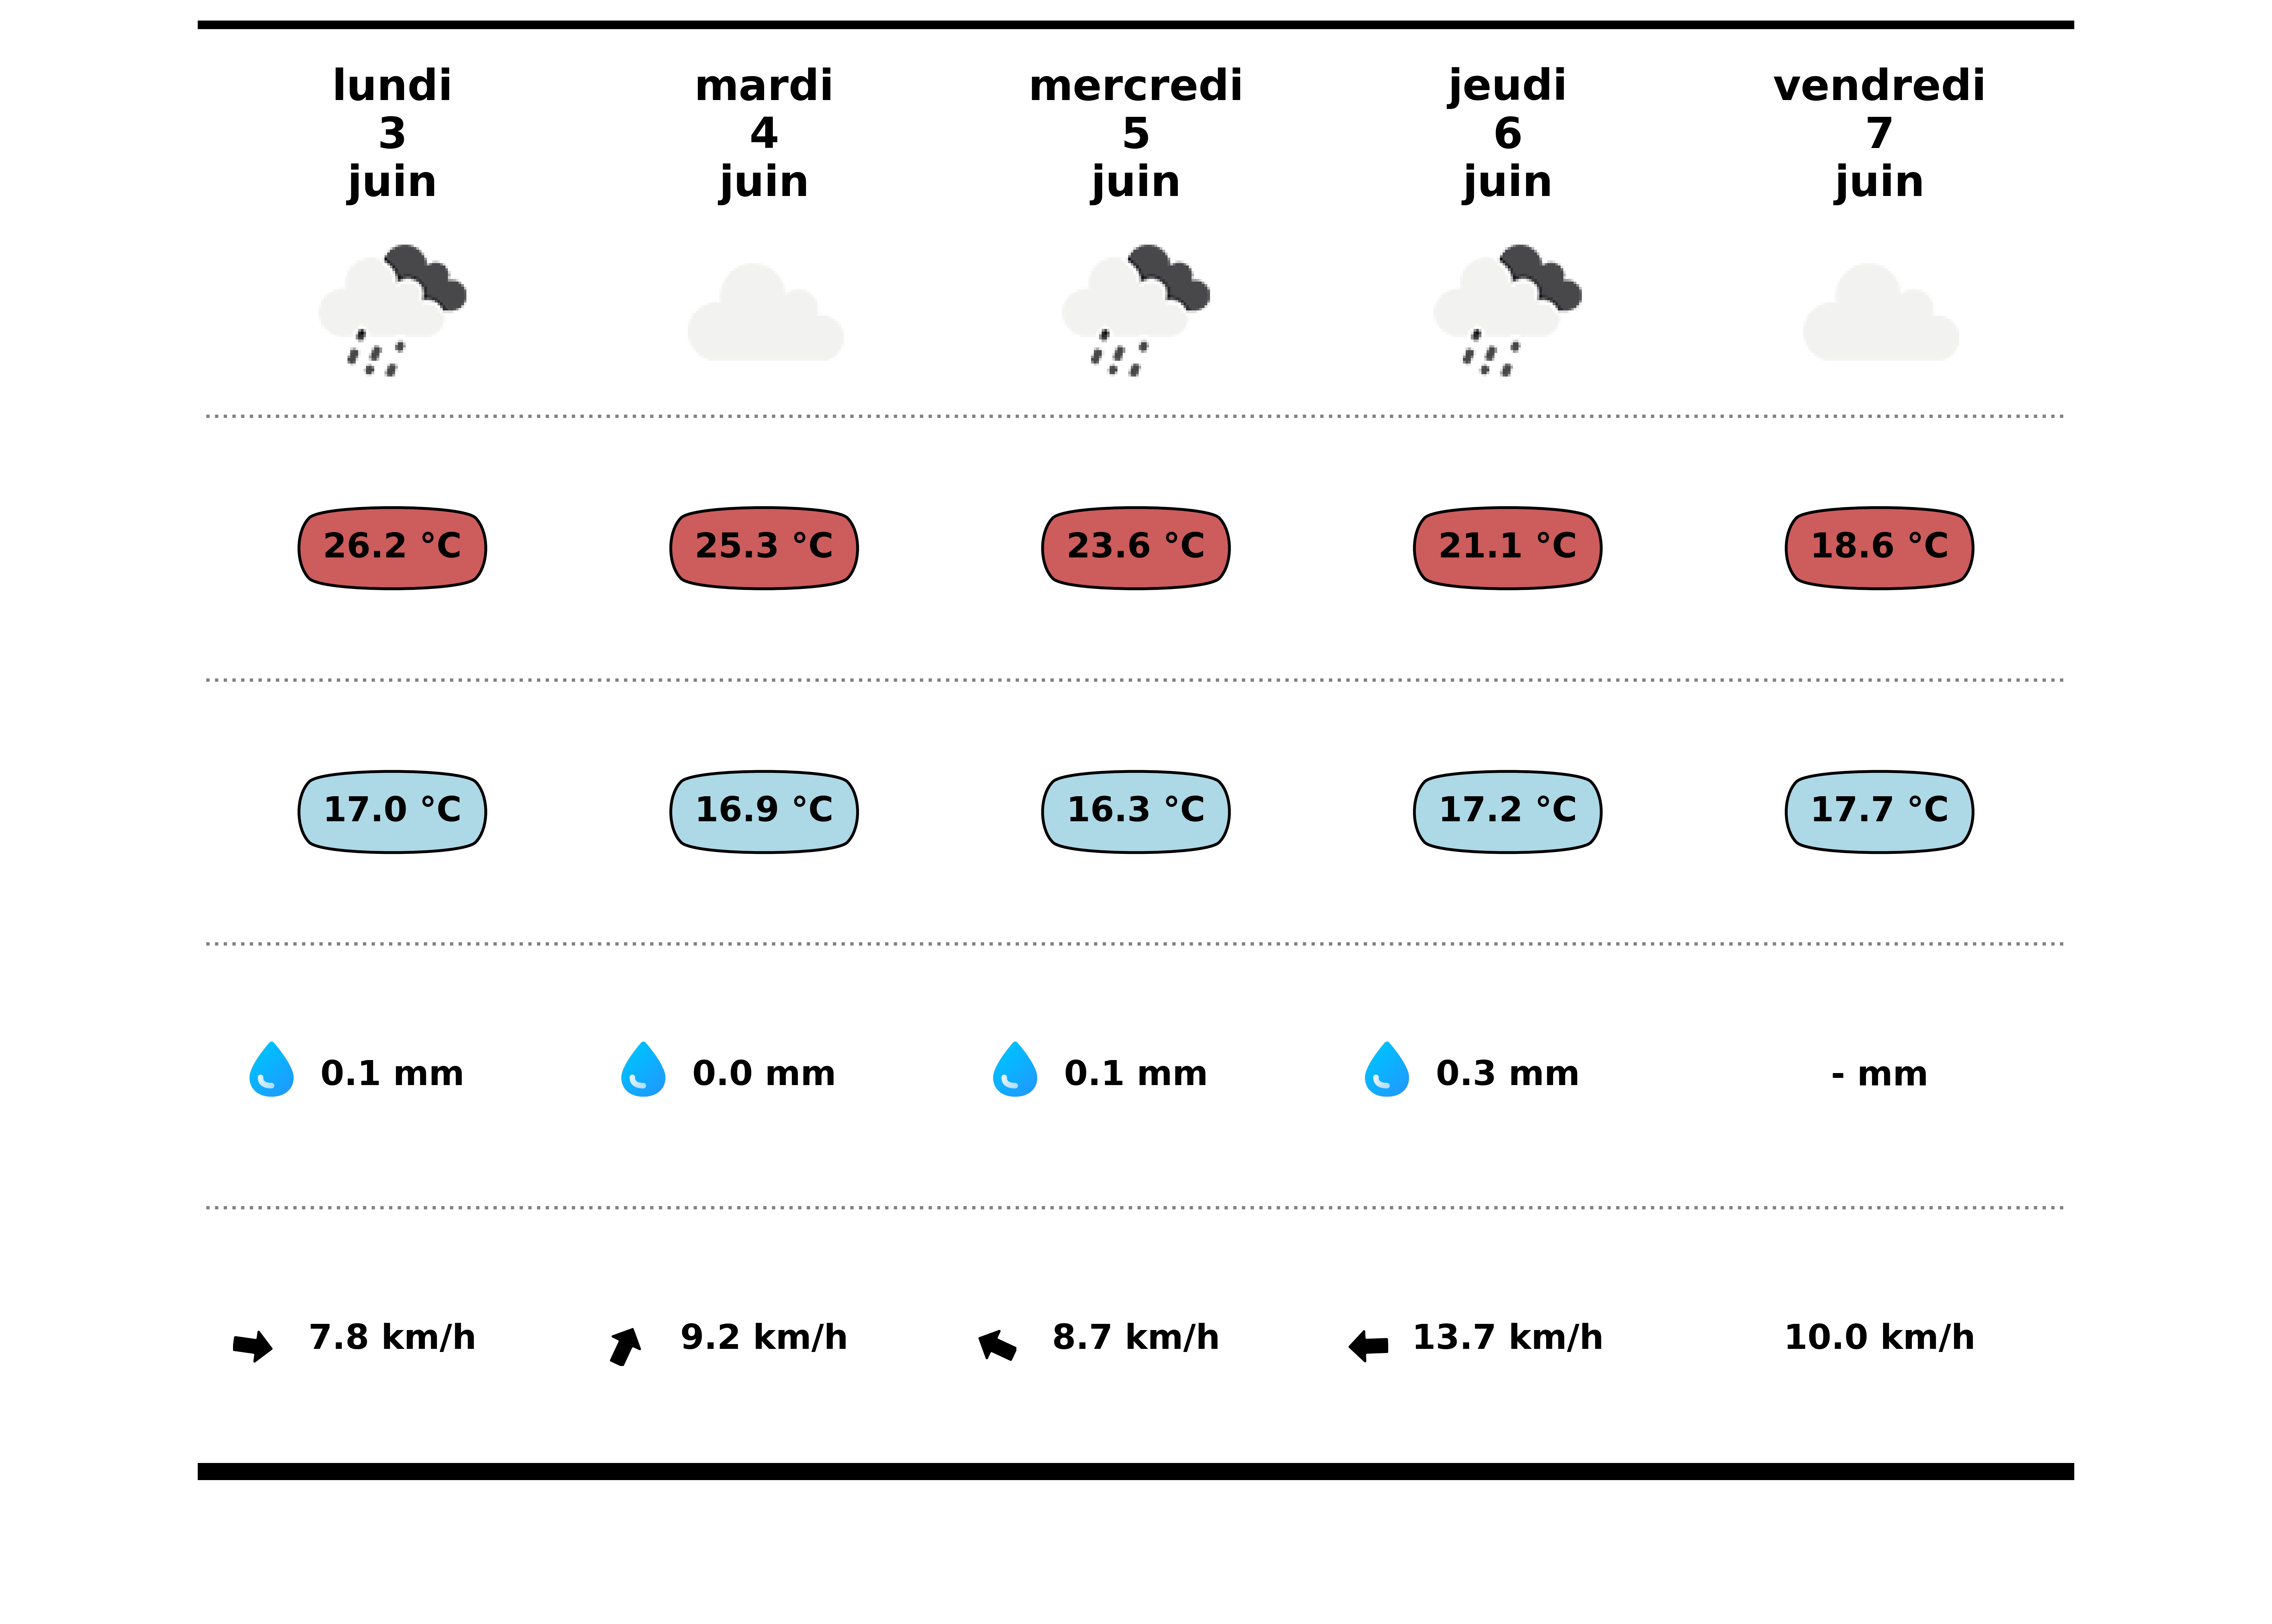 lundi mardi mercredi jeudi vendredi
3 4 5 6 7
juin juin juin juin juin
26.2 °C 25.3 °C 23.6 °C 21.1 °C 18.6 °C
17.0 °C 16.9 °C 16.3 °C 17.2 °C 17.7 °C
0.1 mm 0.0 mm 0.1 mm 0.3 mm - mm
7.8 km/h 9.2 km/h 8.7 km/h 13.7 km/h 10.0 km/h